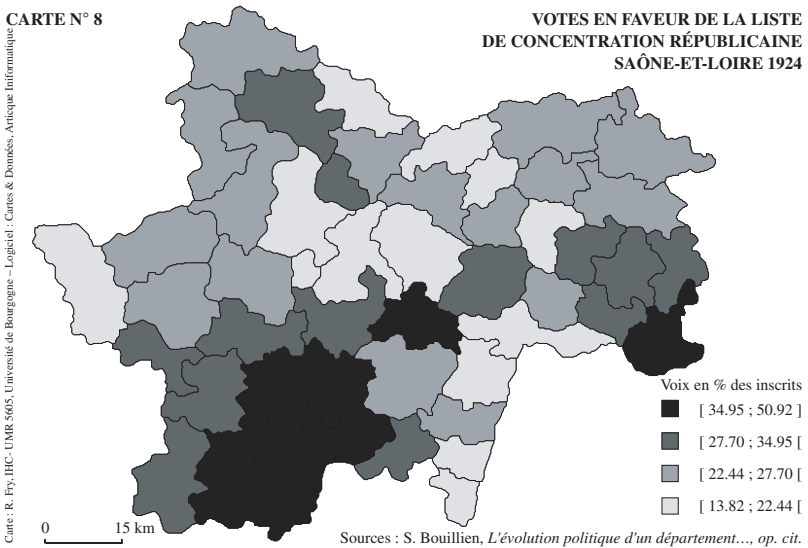 CARTE N° 8
VOTES EN FAVEUR DE LA LISTE
DE CONCENTRATION RÉPUBLICAINE
SAÔNE-ET-LOIRE 1924
Carte : R. Fry, IHC- UMR 5605, Université de Bourgogne – Logiciel : Cartes & Données, Articque Informatique
Voix en % des inscrits
[ 34.95 ; 50.92 ]
[ 27.70 ; 34.95 [
[ 22.44 ; 27.70 [
[ 13.82 ; 22.44 [
0 15 km
Sources : S. Bouillien, L'évolution politique d'un département..., op. cit.